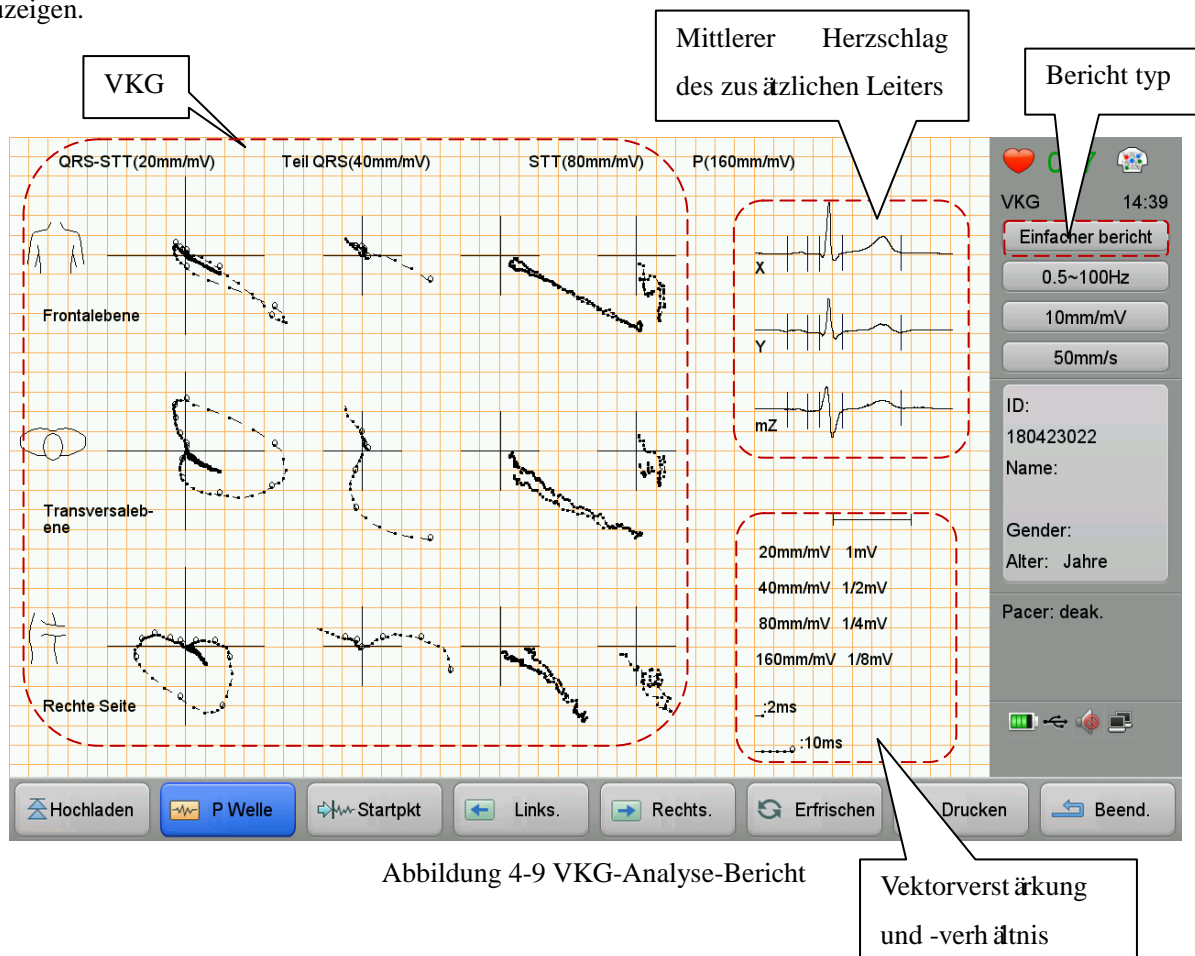 uzeigen.
Mittlerer Herzschlag
des zusätzlichen Leiters
VKG
Bericht typ
QRS-STT(20mm/mV) Teil QRS(40mm/mV) STT(80mm/mV) P(160mm/mV)
VKG 14:39
Einfacher bericht
0.5~100Hz
10mm/mV
50mm/s
X
Y
mZ
Frontalebene
Transversaleb-
ene
Rechte Seite
ID:
180423022
Name:
Gender:
Alter: Jahre
Pacer: deak.
20mm/mV 1mV
40mm/mV 1/2mV
80mm/mV 1/4mV
160mm/mV 1/8mV
:2ms
:10ms
Hochladen P Welle Startpkt Links. Rechts. Erfrischen Drucken Beend.
Abbildung 4-9 VKG-Analyse-Bericht
Vektorverstärkung
und -verhältnis